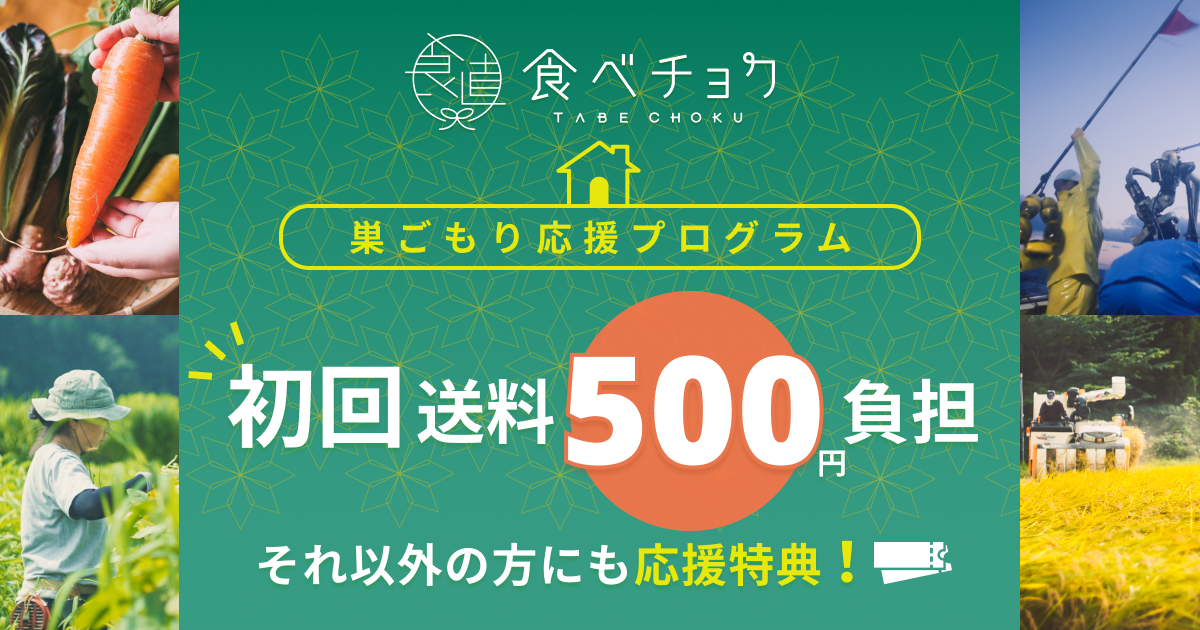 食直
食べチョク
TABE CHOKU
巣ごもり応援プログラム
初回送料500円負担
それ以外の方にも応援特典！